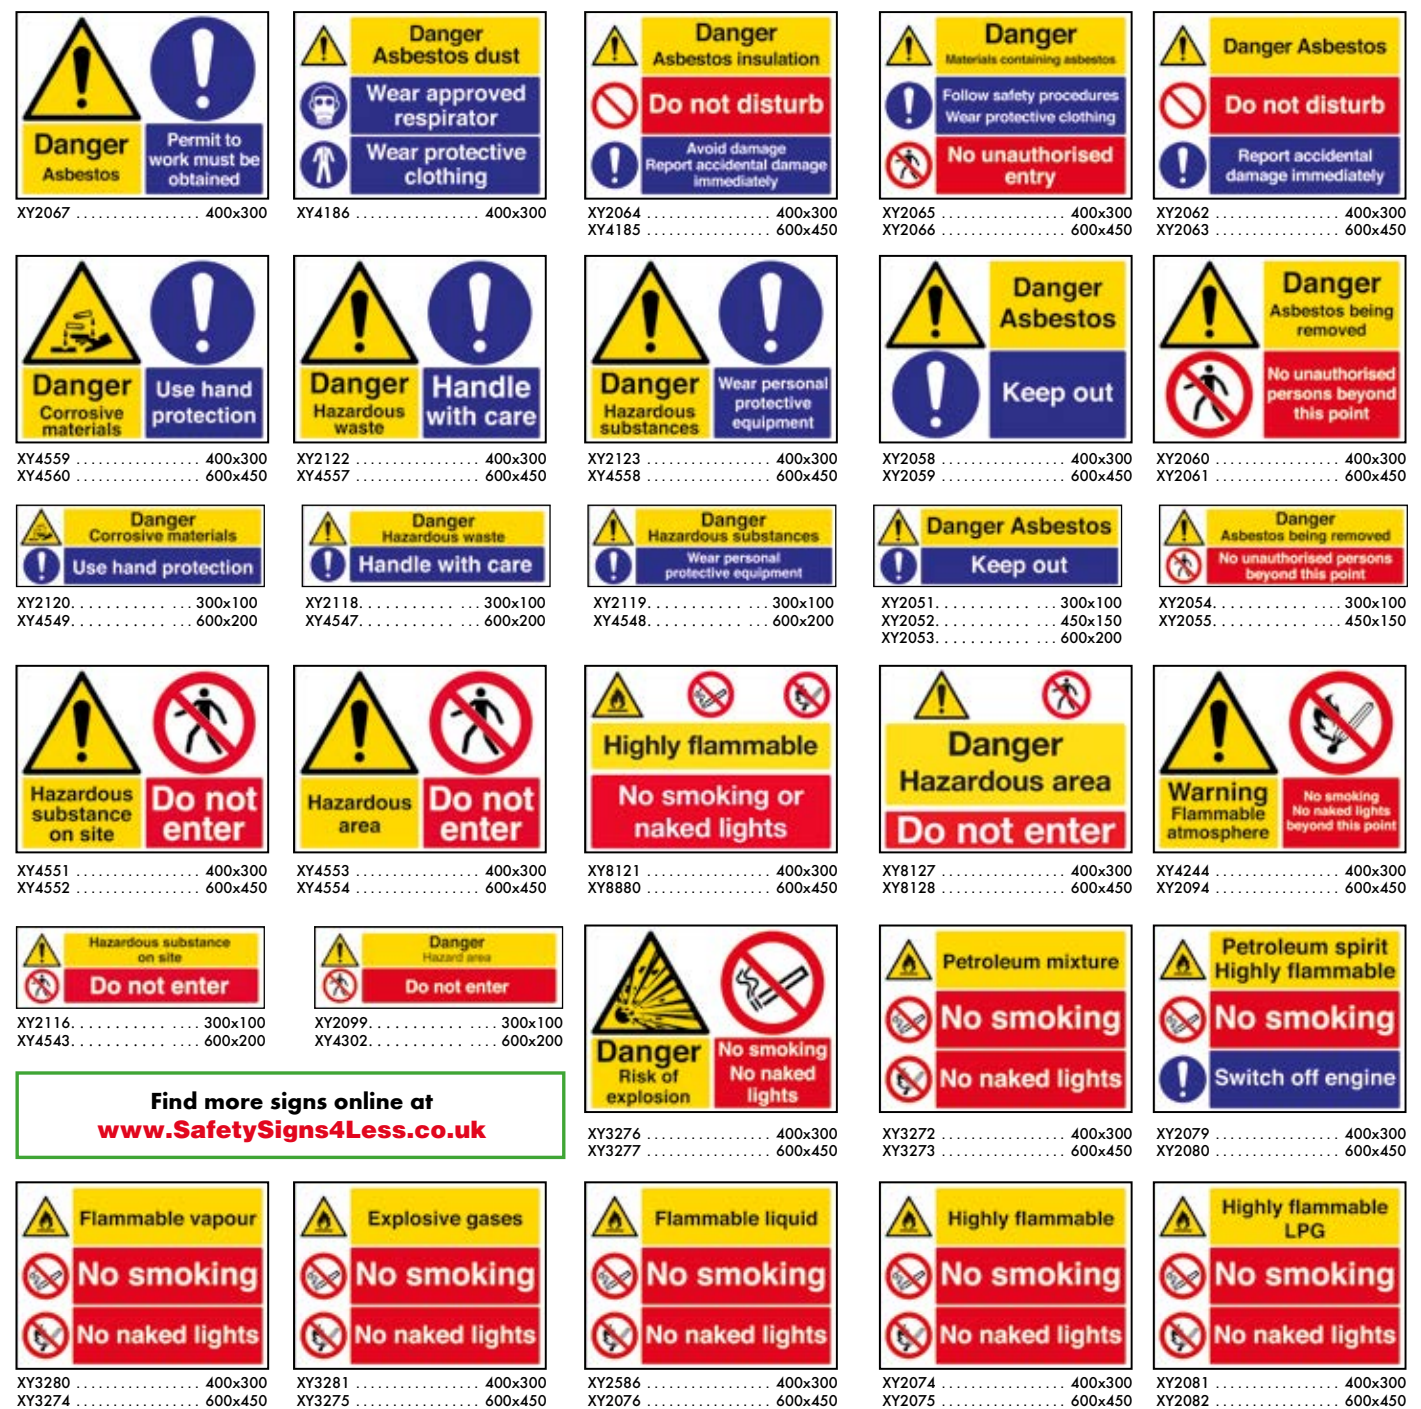 Danger
Asbestos
Permit to
work must be
obtained
XY2067 ................. 400x300
Danger
Asbestos dust
Wear approved
respirator
Wear protective
clothing
XY4186 ................. 400x300
Danger
Asbestos insulation
Do not disturb
Avoid damage
Report accidental damage
immediately
XY2064 ................. 400x300
XY4185 ................. 600x450
Danger
Materials containing asbestos
Follow safety procedures
Wear protective clothing
No unauthorised
entry
XY2065 ................. 400x300
XY2066 ................. 600x450
Danger Asbestos
Do not disturb
Report accidental
damage immediately
XY2062 ................. 400x300
XY2063 ................. 600x450
Danger
Corrosive
materials
Use hand
protection
XY4559 ................. 400x300
XY4560 ................. 600x450
Danger
Hazardous
waste
Handle
with care
XY2122 ................. 400x300
XY4557 ................. 600x450
Danger
Hazardous
substances
Wear personal
protective
equipment
XY2123 ................. 400x300
XY4558 ................. 600x450
Danger
Asbestos
Keep out
XY2058 ................. 400x300
XY2059 ................. 600x450
Danger
Asbestos being
removed
No unauthorised
persons beyond
this point
XY2060 ................. 400x300
XY2061 ................. 600x450
Danger
Corrosive materials
Use hand protection
XY2120. . . . . . . . . . . ... 300x100
XY4549. . . . . . . . . . . ... 600x200
Danger
Hazardous waste
Handle with care
XY2118. . . . . . . . . . . ... 300x100
XY4547. . . . . . . . . . . ... 600x200
Danger
Hazardous substances
Wear personal
protective equipment
XY2119. . . . . . . . . . . ... 300x100
XY4548. . . . . . . . . . . ... 600x200
Danger Asbestos
Keep out
XY2051. . . . . . . . . . . ... 300x100
XY2052. . . . . . . . . . . ... 450x150
XY2053. . . . . . . . . . . ... 600x200
Danger
Asbestos being removed
No unauthorised persons
beyond this point
XY2054. . . . . . . . . . . .... 300x100
XY2055. . . . . . . . . . . .... 450x150
Hazardous
substance
on site
Do not
enter
XY4551 ................. 400x300
XY4552 ................. 600x450
Hazardous
area
Do not
enter
XY4553 ................. 400x300
XY4554 ................. 600x450
Highly flammable
No smoking or
naked lights
XY8121 ................. 400x300
XY8880 ................. 600x450
Danger
Hazardous area
Do not enter
XY8127 ................. 400x300
XY8128 ................. 600x450
Warning
Flammable
atmosphere
No smoking
No naked lights
beyond this point
XY4244 ................. 400x300
XY2094 ................. 600x450
Hazardous substance
on site
Do not enter
XY2116. . . . . . . . . . . .... 300x100
XY4543. . . . . . . . . . . .... 600x200
Danger
Hazard area
Do not enter
XY2099. . . . . . . . . . . .... 300x100
XY4302. . . . . . . . . . . .... 600x200
Find more signs online at
www.SafetySigns4Less.co.uk
Danger
Risk of
explosion
No smoking
No naked
lights
XY3276 ................. 400x300
XY3277 ................. 600x450
Petroleum mixture
No smoking
No naked lights
XY3272 ................. 400x300
XY3273 ................. 600x450
Petroleum spirit
Highly flammable
No smoking
Switch off engine
XY2079 ................. 400x300
XY2080 ................. 600x450
Flammable vapour
No smoking
No naked lights
XY3280 ................. 400x300
XY3274 ................. 600x450
Explosive gases
No smoking
No naked lights
XY3281 ................. 400x300
XY3275 ................. 600x450
Flammable liquid
No smoking
No naked lights
XY2586 ................. 400x300
XY2076 ................. 600x450
Highly flammable
No smoking
No naked lights
XY2074 ................. 400x300
XY2075 ................. 600x450
Highly flammable
LPG
No smoking
No naked lights
XY2081 ................. 400x300
XY2082 ................. 600x450